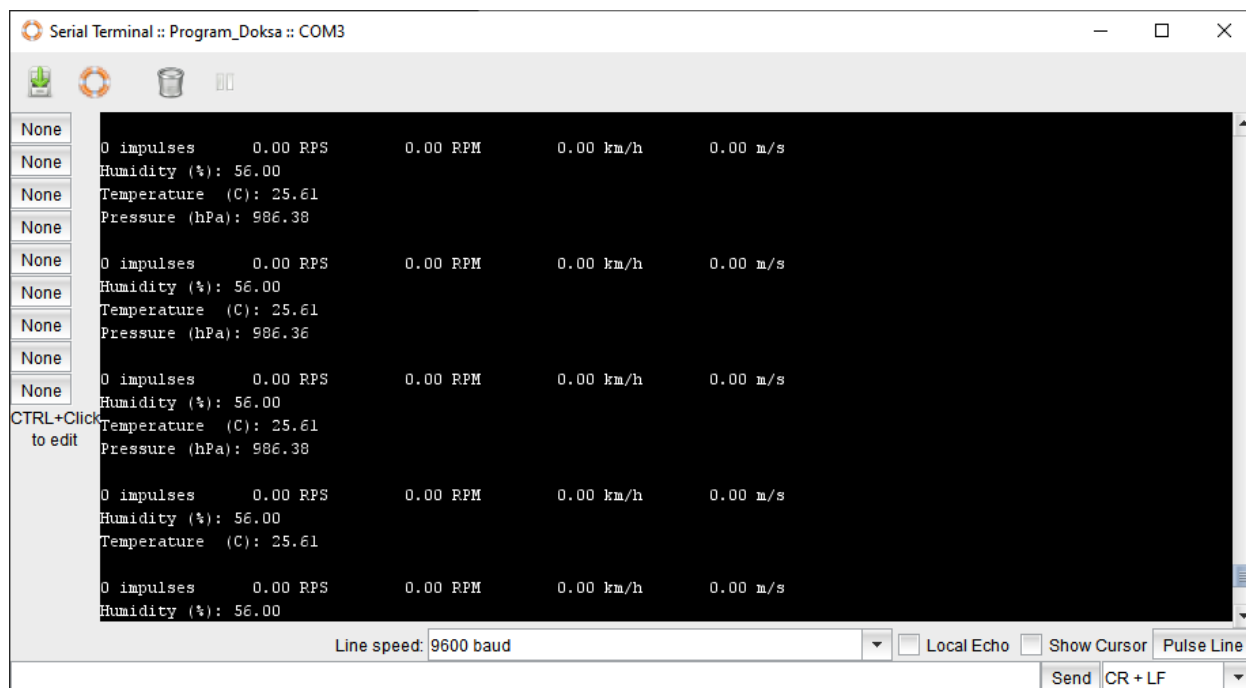 Serial Terminal :: Program_Doksa :: COM3
None
None
None
None
None
None
None
None
None
CTRL+Click
to edit
0 impulses 0.00 RPS 0.00 RPM 0.00 km/h 0.00 m/s
Humidity (%): 56.00
Temperature (C): 25.61
Pressure (hPa): 986.38
0 impulses 0.00 RPS 0.00 RPM 0.00 km/h 0.00 m/s
Humidity (%): 56.00
Temperature (C): 25.61
Pressure (hPa): 986.36
0 impulses 0.00 RPS 0.00 RPM 0.00 km/h 0.00 m/s
Humidity (%): 56.00
Temperature (C): 25.61
Pressure (hPa): 986.38
0 impulses 0.00 RPS 0.00 RPM 0.00 km/h 0.00 m/s
Humidity (%): 56.00
Temperature (C): 25.61
0 impulses 0.00 RPS 0.00 RPM 0.00 km/h 0.00 m/s
Humidity (%): 56.00
Line speed: 9600 baud Local Echo Show Cursor Pulse Line
Send CR + LF